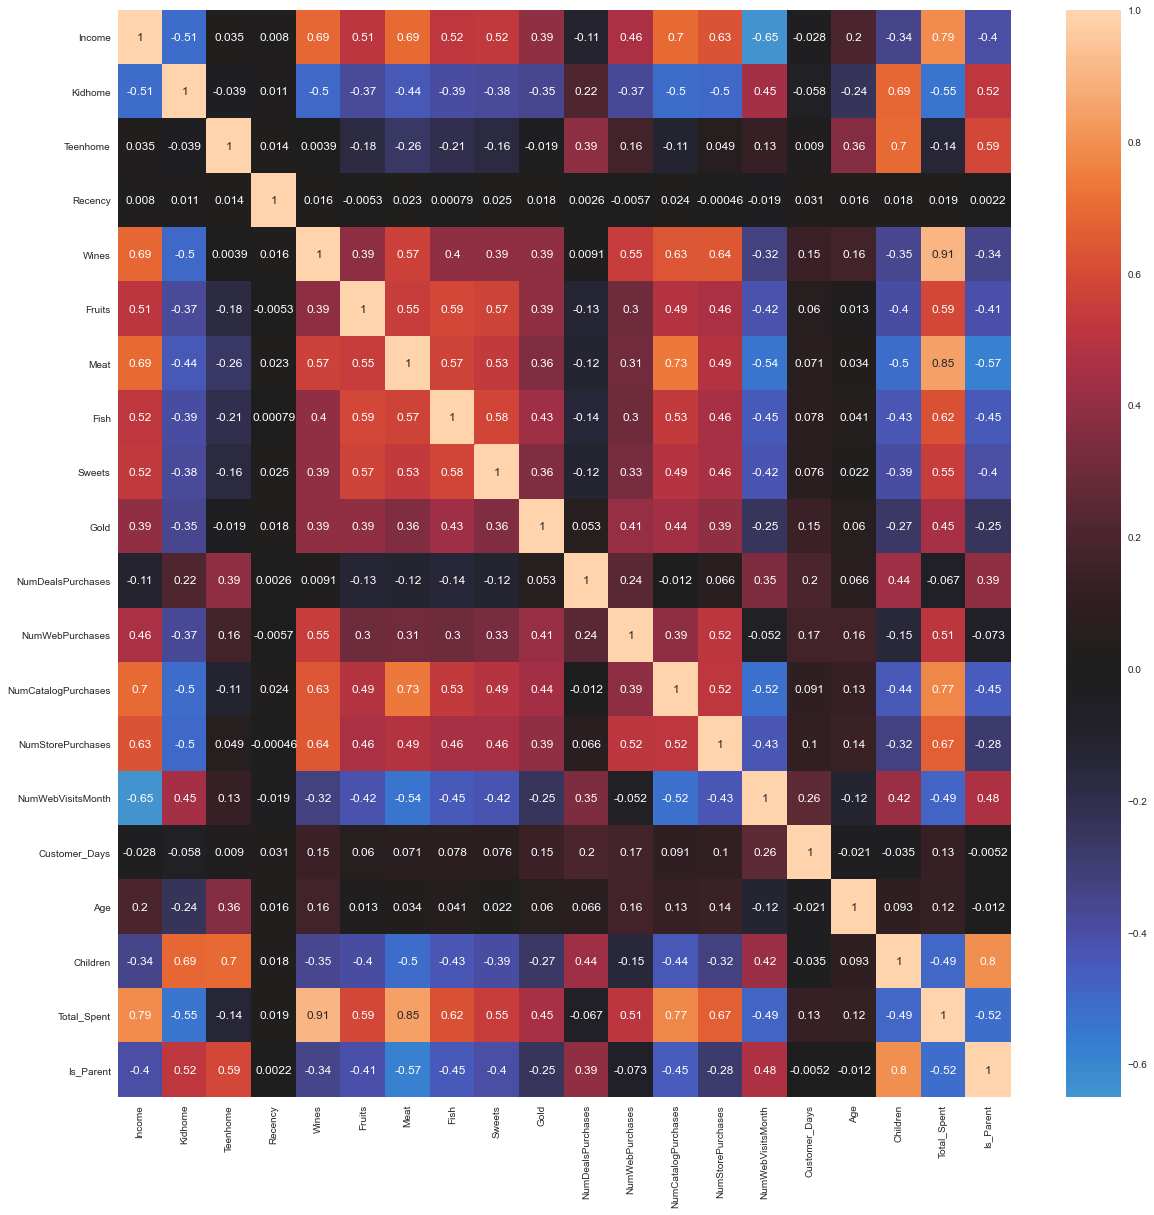 Income 1 -0.51 0.035 0.008 0.69 0.51 0.69 0.52 0.52 0.39 -0.11 0.46 0.7 0.63 -0.65 -0.028 0.2 -0.34 0.79 -0.4
Kidhome -0.51 1 -0.039 0.011 -0.5 -0.37 -0.44 -0.39 -0.38 -0.35 0.22 -0.37 -0.5 -0.5 0.45 -0.058 -0.24 0.69 -0.55 0.52
Teenhome 0.035 -0.039 1 0.014 0.0039 -0.18 -0.26 -0.21 -0.16 -0.019 0.39 0.16 -0.11 0.049 0.13 0.009 0.36 0.7 -0.14 0.59
Recency 0.008 0.011 0.014 1 0.016 -0.0053 0.023 0.00079 0.025 0.018 0.0026 -0.0057 0.024 -0.00046 -0.019 0.031 0.016 0.018 0.019 0.0022
Wines 0.69 -0.5 0.0039 0.016 1 0.39 0.57 0.4 0.39 0.39 0.0091 0.55 0.63 0.64 -0.32 0.15 0.16 -0.35 0.91 -0.34
Fruits 0.51 -0.37 -0.18 -0.0053 0.39 1 0.55 0.59 0.57 0.39 -0.13 0.3 0.49 0.46 -0.42 0.06 0.013 -0.4 0.59 -0.41
Meat 0.69 -0.44 -0.26 0.023 0.57 0.55 1 0.57 0.53 0.36 -0.12 0.31 0.73 0.49 -0.54 0.071 0.034 -0.5 0.85 -0.57
Fish 0.52 -0.39 -0.21 0.00079 0.4 0.59 0.57 1 0.58 0.43 -0.14 0.3 0.53 0.46 -0.45 0.078 0.041 -0.43 0.62 -0.45
Sweets 0.52 -0.38 -0.16 0.025 0.39 0.57 0.53 0.58 1 0.36 -0.12 0.33 0.49 0.46 -0.42 0.076 0.022 -0.39 0.55 -0.4
Gold 0.39 -0.35 -0.019 0.018 0.39 0.39 0.36 0.43 0.36 1 0.053 0.41 0.44 0.39 -0.25 0.15 0.06 -0.27 0.45 -0.25
NumDealsPurchases -0.11 0.22 0.39 0.0026 0.0091 -0.13 -0.12 -0.14 -0.12 0.053 1 0.24 -0.012 0.066 0.35 0.2 0.066 0.44 -0.067 0.39
NumWebPurchases 0.46 -0.37 0.16 -0.0057 0.55 0.3 0.31 0.3 0.33 0.41 0.24 1 0.39 0.52 -0.052 0.17 0.16 -0.15 0.51 -0.073
NumCatalogPurchases 0.7 -0.5 -0.11 0.024 0.63 0.49 0.73 0.53 0.49 0.44 -0.012 0.39 1 0.52 -0.52 0.091 0.13 -0.44 0.77 -0.45
NumStorePurchases 0.63 -0.5 0.049 -0.00046 0.64 0.46 0.49 0.46 0.46 0.39 0.066 0.52 0.52 1 -0.43 0.1 0.14 -0.32 0.67 -0.28
NumWebVisitsMonth -0.65 0.45 0.13 -0.019 -0.32 -0.42 -0.54 -0.45 -0.42 -0.25 0.35 -0.052 -0.52 -0.43 1 0.26 -0.12 0.42 -0.49 0.48
Customer_Days -0.028 -0.058 0.009 0.031 0.15 0.06 0.071 0.078 0.076 0.15 0.2 0.17 0.091 0.1 0.26 1 -0.021 -0.035 0.13 -0.0052
Age 0.2 -0.24 0.36 0.016 0.16 0.013 0.034 0.041 0.022 0.06 0.066 0.16 0.13 0.14 -0.12 -0.021 1 0.093 0.12 -0.012
Children -0.34 0.69 0.7 0.018 -0.35 -0.4 -0.5 -0.43 -0.39 -0.27 0.44 -0.15 -0.44 -0.32 0.42 -0.035 0.093 1 -0.49 0.8
Total_Spent 0.79 -0.55 -0.14 0.019 0.91 0.59 0.85 0.62 0.55 0.45 -0.067 0.51 0.77 0.67 -0.49 0.13 0.12 -0.49 1 -0.52
Is_Parent -0.4 0.52 0.59 0.0022 -0.34 -0.41 -0.57 -0.45 -0.4 -0.25 0.39 -0.073 -0.45 -0.28 0.48 -0.0052 -0.012 0.8 -0.52 1
Income Kidhome Teenhome Recency Wines Fruits Meat Fish Sweets Gold NumDealsPurchases NumWebPurchases NumCatalogPurchases NumStorePurchases NumWebVisitsMonth Customer_Days Age Children Total_Spent Is_Parent
1.0
0.8
0.6
0.4
0.2
0.0
−0.2
−0.4
−0.6